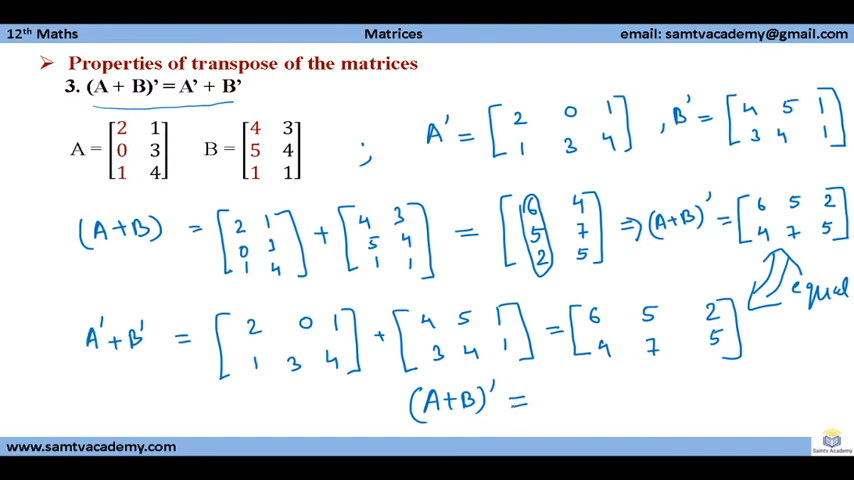 12th Maths Matrices email: samtvacademy@gmail.com
➢ Properties of transpose of the matrices
3. (A + B)’ = A’ + B’
A = [2 1; 0 3; 1 4] B = [4 3; 5 4; 1 1] ; A' = [2 0 1; 1 3 4] , B' = [4 5 1; 3 4 1]
(A+B) = [2 1; 0 3; 1 4] + [4 3; 5 4; 1 1] = [6 4; 5 7; 2 5] ⇒ (A+B)' = [6 5 2; 4 7 5]
equal
A'+B' = [2 0 1; 1 3 4] + [4 5 1; 3 4 1] = [6 5 2; 4 7 5]
(A+B)' =
www.samtvacademy.com
Samtv Academy